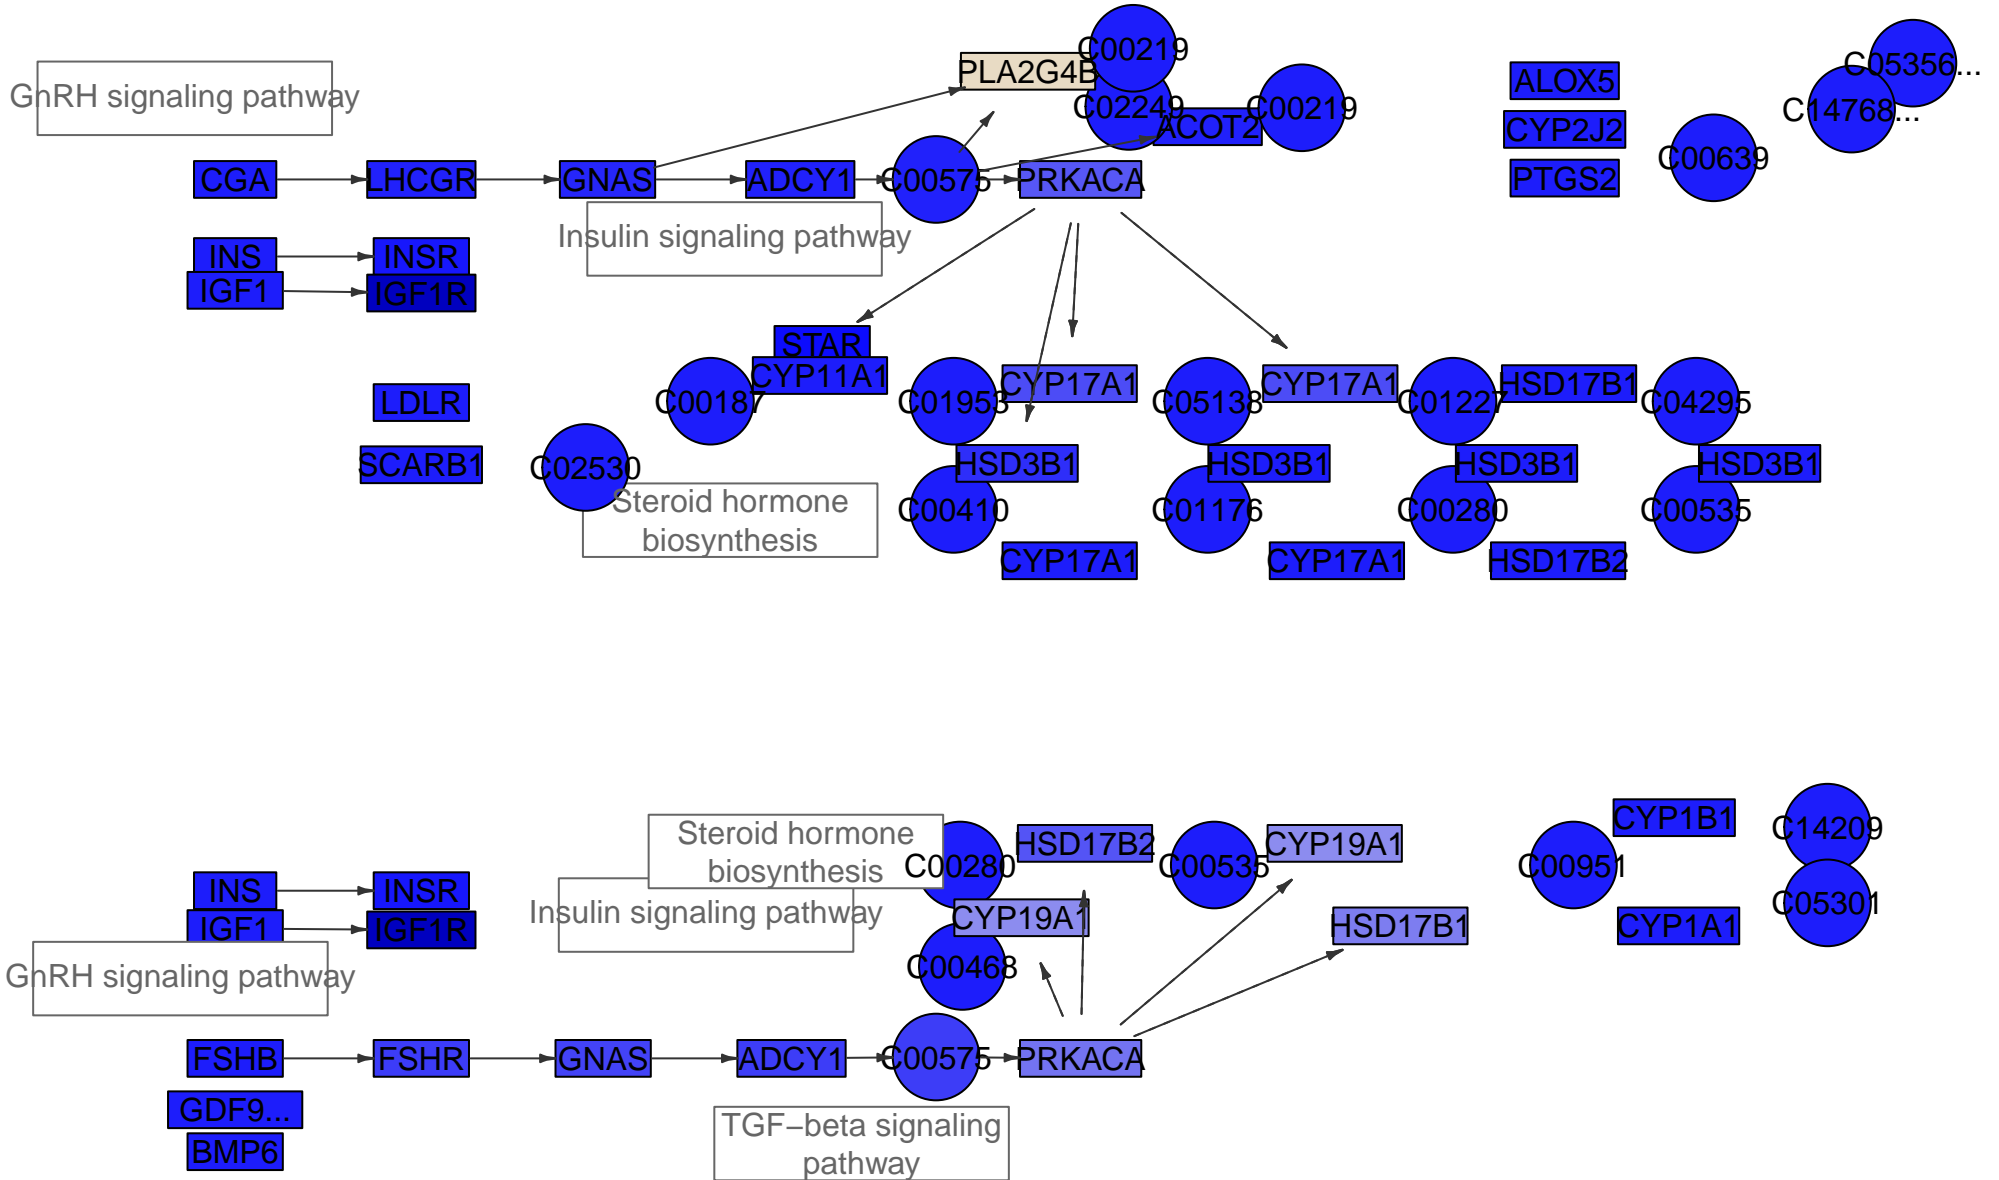 C00219
PLA2G4B
C05356...
GnRH signaling pathway
ALOX5
C02249
C00219
C14768...
ACOT2
CYP2J2
C00639
CGA
LHCGR
GNAS
ADCY1
C00575
PRKACA
PTGS2
Insulin signaling pathway
INS
INSR
IGF1
IGF1R
STAR
CYP11A1
CYP17A1
CYP17A1
HSD17B1
LDLR
C00187
C01953
C05138
C01227
C04295
SCARB1
C02530
HSD3B1
HSD3B1
HSD3B1
HSD3B1
Steroid hormone
biosynthesis
C00410
C01176
C00280
C00535
CYP17A1
CYP17A1
HSD17B2
Steroid hormone
biosynthesis
C00280
HSD17B2
C00535
CYP19A1
C00951
CYP1B1
C14209
INS
INSR
Insulin signaling pathway
CYP19A1
HSD17B1
CYP1A1
C05301
IGF1
IGF1R
GnRH signaling pathway
C00468
FSHB
FSHR
GNAS
ADCY1
C00575
PRKACA
GDF9...
BMP6
TGF−beta signaling
pathway